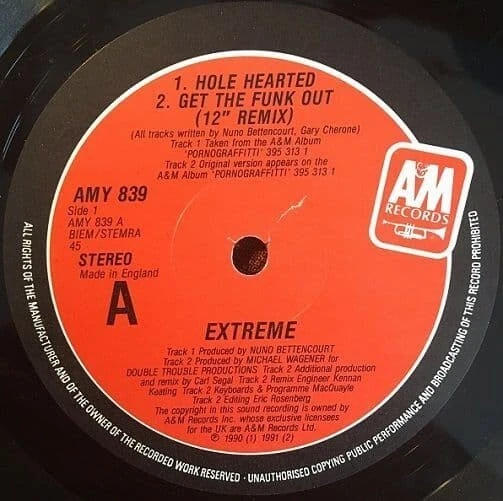 1. HOLE HEARTED
2. GET THE FUNK OUT
(12" REMIX)
(All tracks written by Nuno Bettencourt, Gary Cherone)
Track 1 Taken from the A&M Album
'PORNOGRAFFITTI' 395 313 1
Track 2 Original version appears on the
A&M Album 'PORNOGRAFFITTI' 395 313 1
AMY 839
Side 1
AMY 839 A
BIEM/STEMRA
45
STEREO
Made in England
A
A&M
RECORDS
EXTREME
Track 1 Produced by NUNO BETTENCOURT
Track 2 Produced by MICHAEL WAGENER for
DOUBLE TROUBLE PRODUCTIONS Track 2 Additional production
and remix by Carl Segal Track 2 Remix Engineer Kennan
Keating Track 2 Keyboards & Programme MacQuayle
Track 2 Editing Eric Rosenberg
The copyright in this sound recording is owned by
A&M Records Inc. whose exclusive licensees
for the UK are A&M Records Ltd.
℗ 1990 (1) 1991 (2)
ALL RIGHTS OF THE MANUFACTURER AND OF THE OWNER OF THE RECORDED WORK RESERVED · UNAUTHORISED COPYING PUBLIC PERFORMANCE AND BROADCASTING OF THIS RECORD PROHIBITED